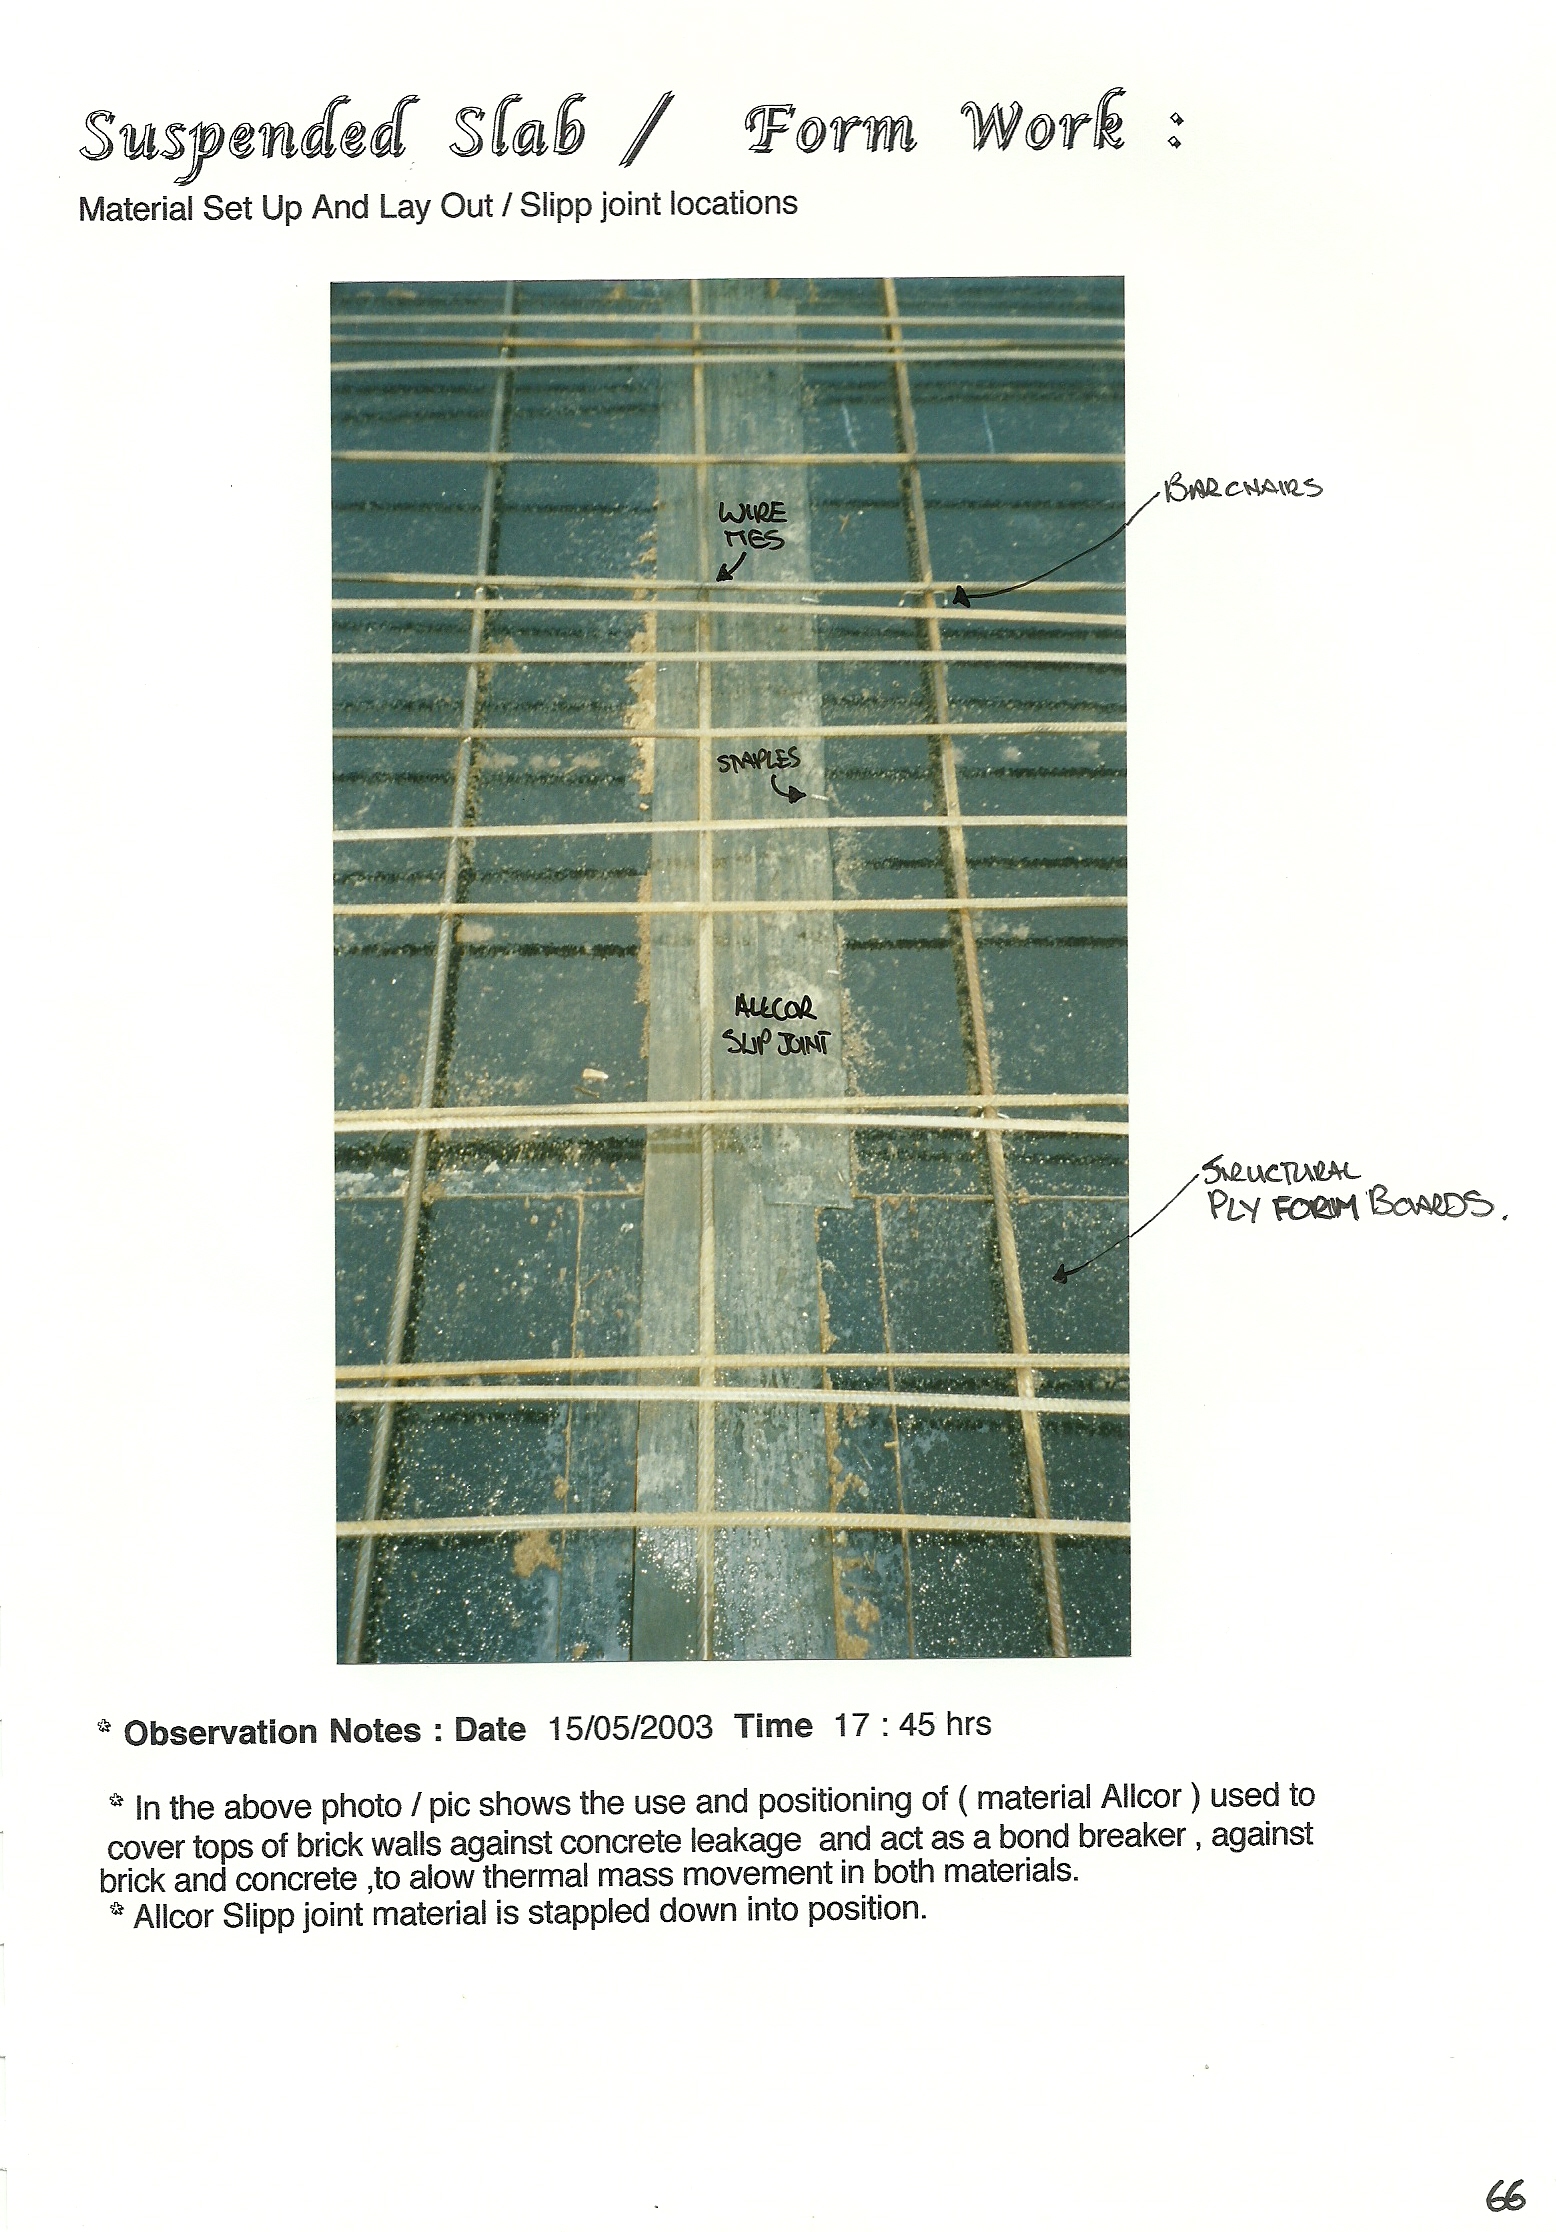 Suspended Slab / Form Work :
Material Set Up And Lay Out / Slipp joint locations
BARCHAIRS
WIRE
TIES
STAPLES
ALLCOR
SLIP JOINT
STRUCTURAL
PLY FORM BOARDS.
* Observation Notes : Date 15/05/2003 Time 17 : 45 hrs
* In the above photo / pic shows the use and positioning of ( material Allcor ) used to
cover tops of brick walls against concrete leakage and act as a bond breaker , against
brick and concrete ,to alow thermal mass movement in both materials.
* Allcor Slipp joint material is stappled down into position.
66